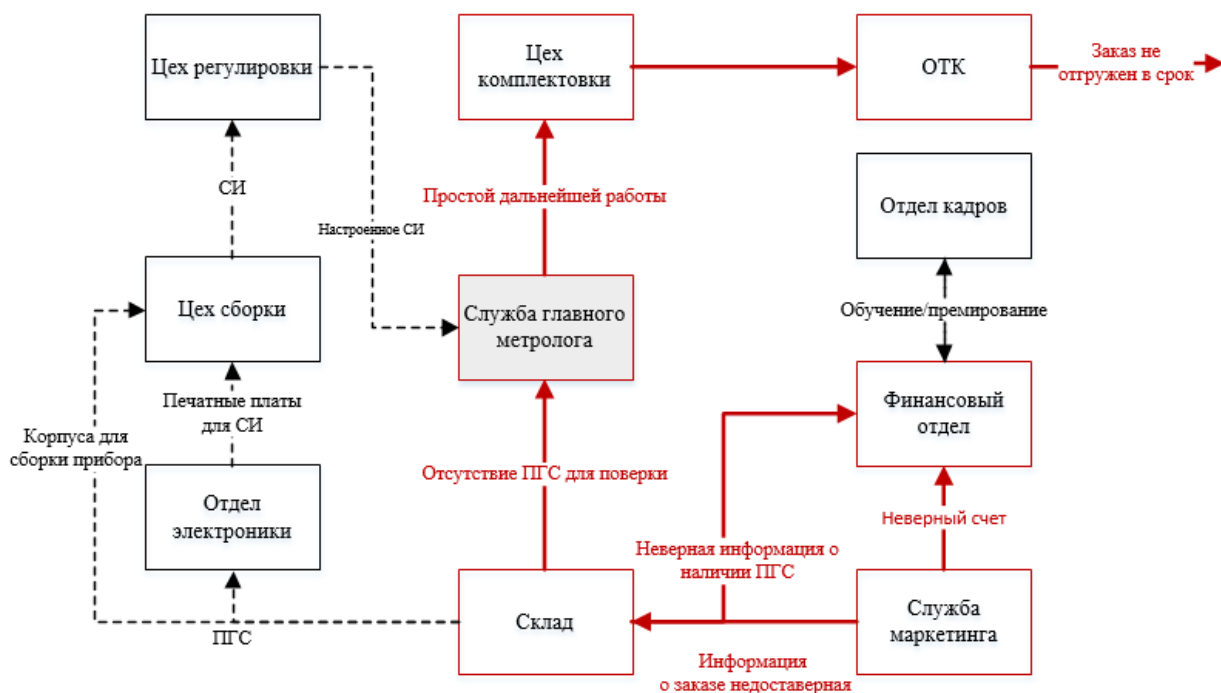 Цех регулировки
Цех
комплектовки
ОТК
Заказ не
отгружен в срок
СИ
Простой дальнейшей работы
Отдел кадров
Настроенное СИ
Цех сборки
Служба главного
метролога
Обучение/премирование
Печатные платы
для СИ
Финансовый
отдел
Корпуса для
сборки прибора
Отсутствие ПГС для поверки
Отдел
электроники
Неверный счет
Неверная информация о
наличии ПГС
Склад
Служба
маркетинга
ПГС
Информация
о заказе недоставерная